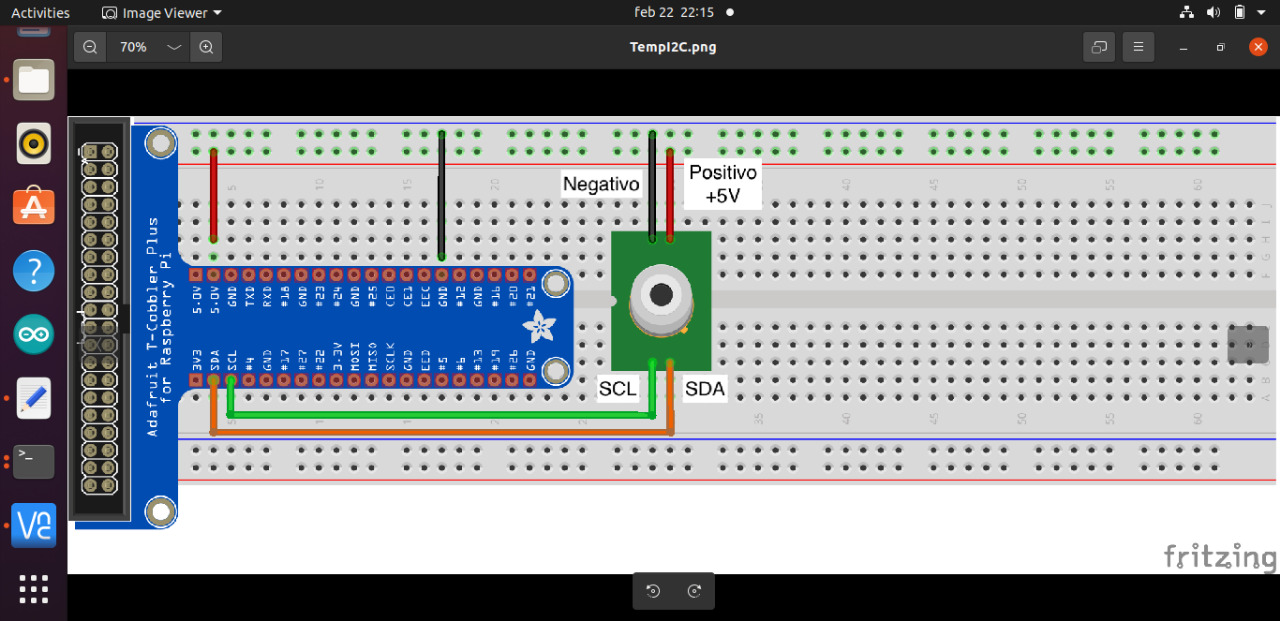 Activities
Image Viewer
feb 22 22:15
70%
TempI2C.png
Negativo
Positivo
+5V
5
10
15
40
45
50
55
60
Adafruit T-Cobbler Plus
for Raspberry Pi
5.0V
5.0V
GND
TXD
RXD
#18
GND
#23
#24
GND
#25
CE0
CE1
EEC
GND
#12
GND
#16
#20
#21
3V3
SDA
SCL
#4
GND
#17
#27
#22
3.3V
MOSI
MISO
SCLK
GND
EED
#5
#6
#13
#19
#26
GND
SCL
SDA
35
40
45
50
55
60
fritzing